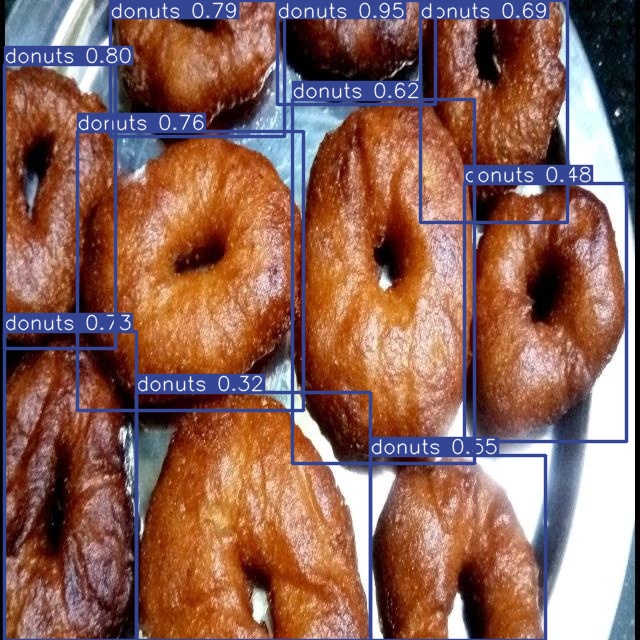 donuts 0.79
donuts 0.95
donuts 0.69
donuts 0.80
donuts 0.62
donuts 0.76
donuts 0.48
donuts 0.73
donuts 0.32
donuts 0.55